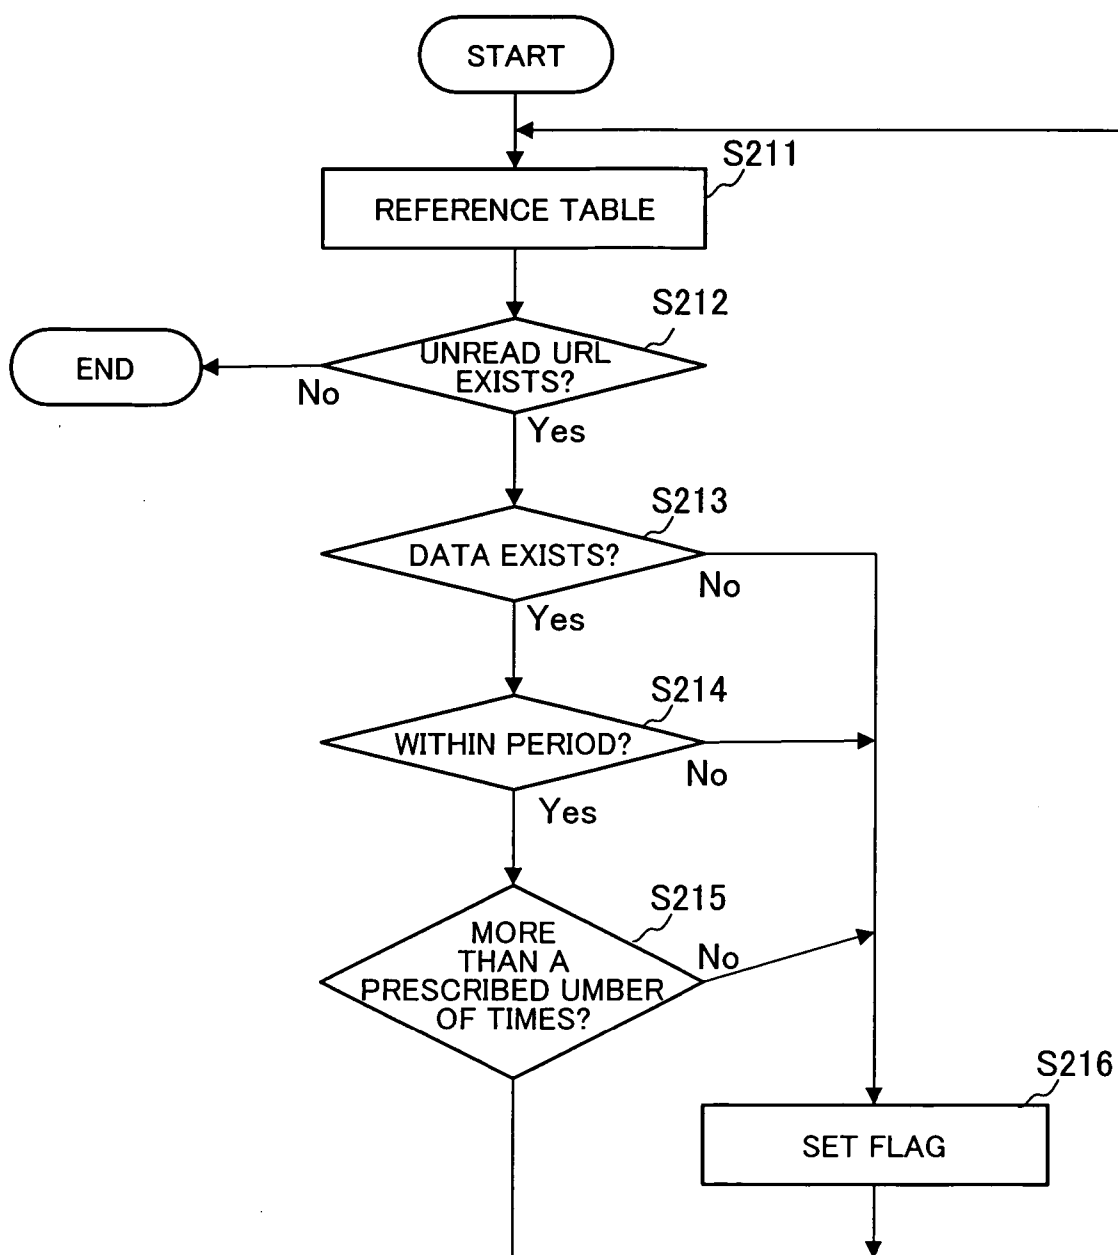 START
S211
REFERENCE TABLE
S212
UNREAD URL
EXISTS?
END
No
Yes
S213
DATA EXISTS?
No
Yes
S214
WITHIN PERIOD?
No
Yes
S215
MORE
THAN A
PRESCRIBED UMBER
OF TIMES?
No
S216
SET FLAG